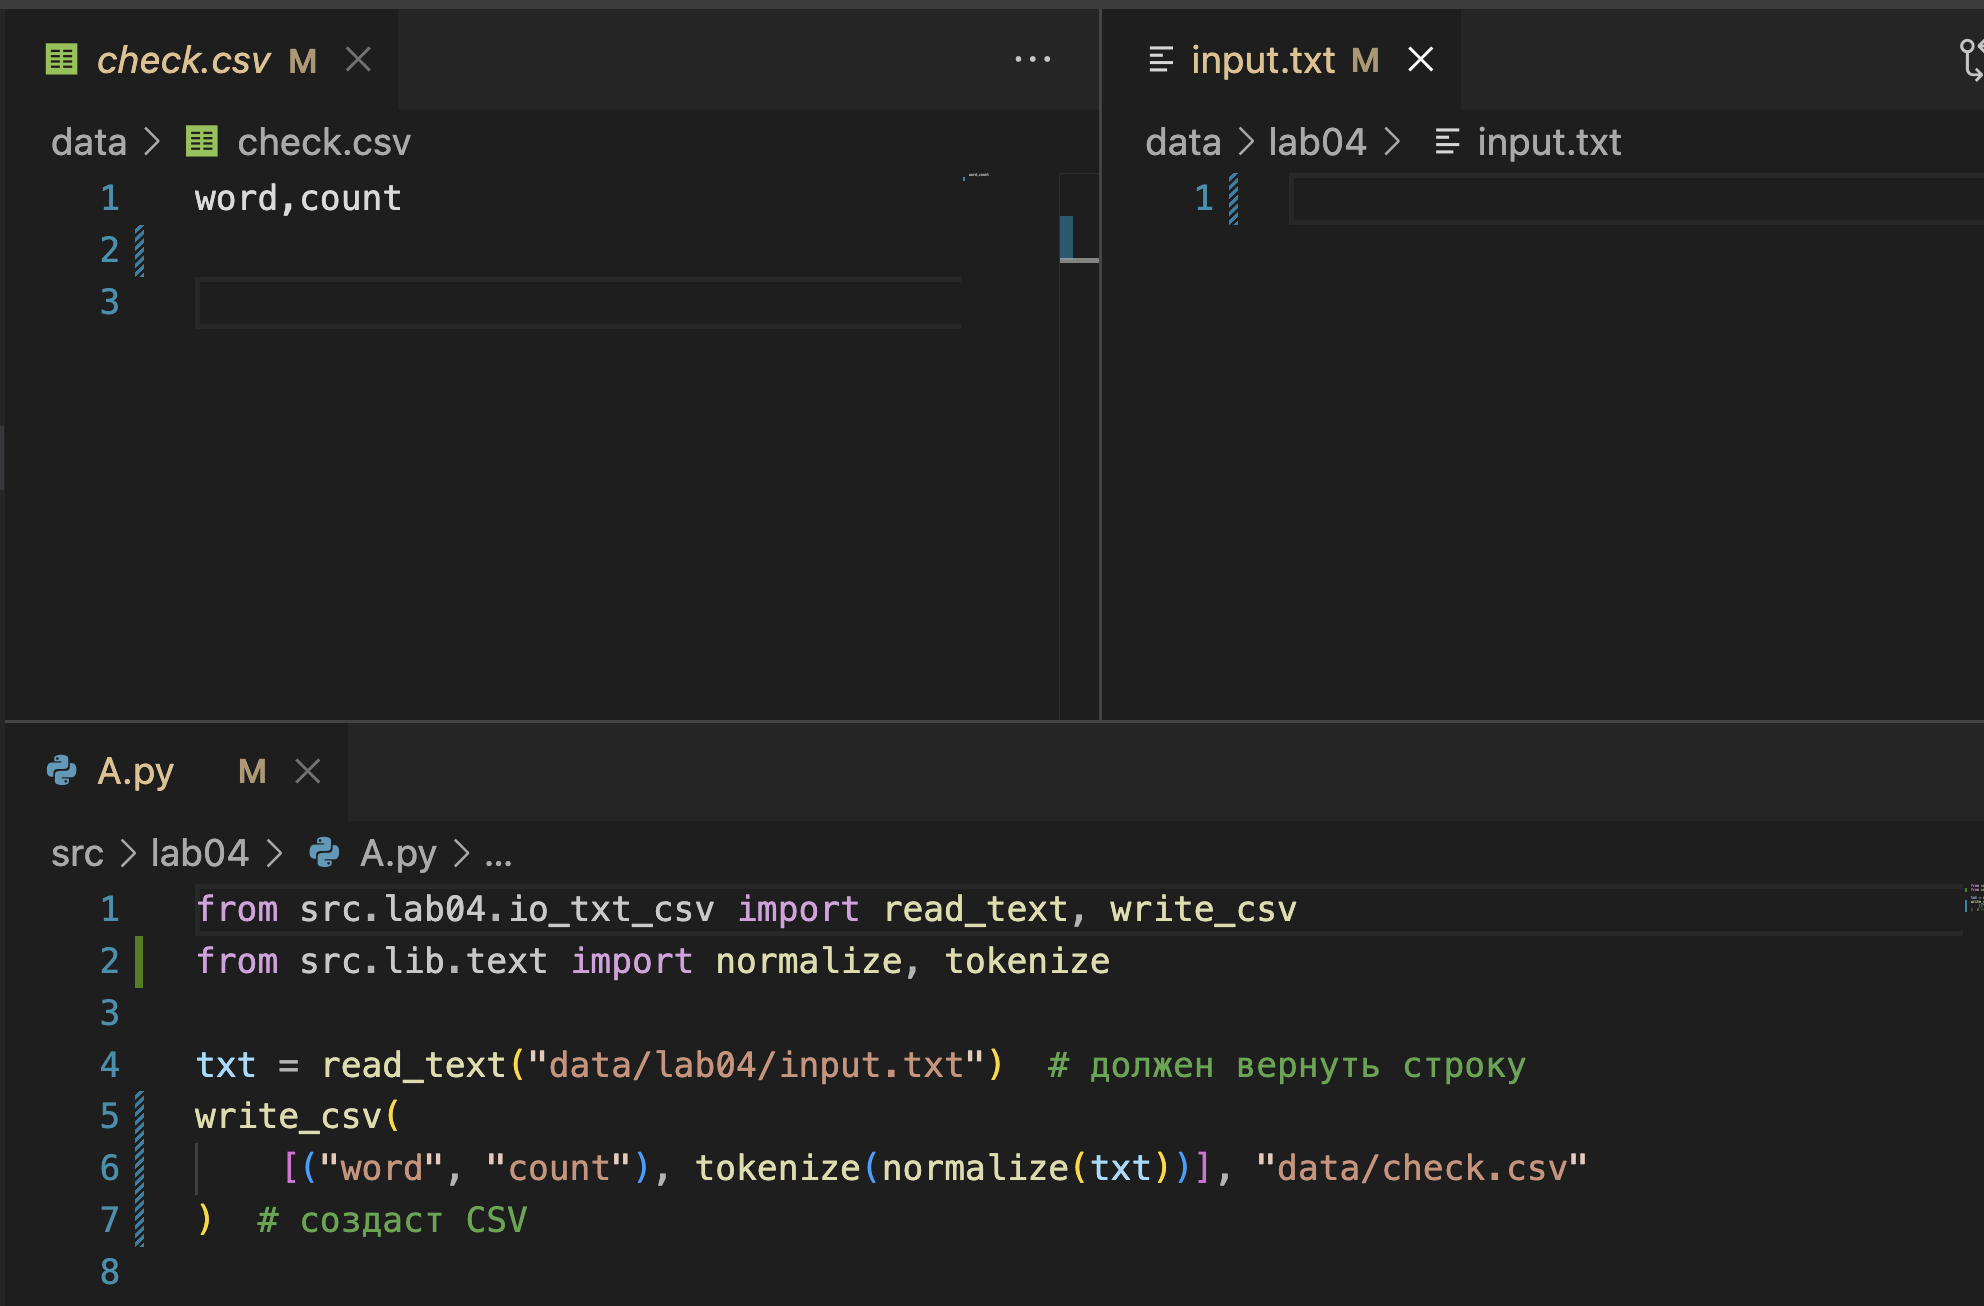 check.csv M
data > check.csv
1 word,count
2
3
input.txt M
data > lab04 > input.txt
1
A.py M
src > lab04 > A.py > ...
1 from src.lab04.io_txt_csv import read_text, write_csv
2 from src.lib.text import normalize, tokenize
3
4 txt = read_text("data/lab04/input.txt")  # должен вернуть строку
5 write_csv(
6     [("word", "count"), tokenize(normalize(txt))], "data/check.csv"
7 )  # создаст CSV
8